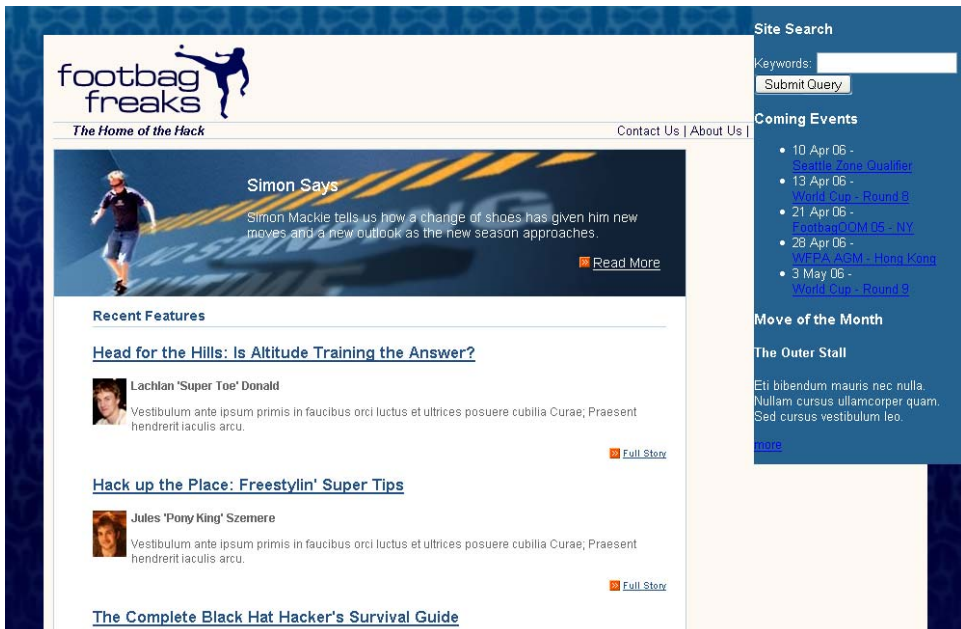 footbag
freaks
The Home of the Hack
Contact Us | About Us |
Simon Says
Simon Mackie tells us how a change of shoes has given him new
moves and a new outlook as the new season approaches.
Read More
Recent Features
Head for the Hills: Is Altitude Training the Answer?
Lachlan 'Super Toe' Donald
Vestibulum ante ipsum primis in faucibus orci luctus et ultrices posuere cubilia Curae; Praesent
hendrerit iaculis arcu.
Full Story
Hack up the Place: Freestylin' Super Tips
Jules 'Pony King' Szemere
Vestibulum ante ipsum primis in faucibus orci luctus et ultrices posuere cubilia Curae; Praesent
hendrerit iaculis arcu.
Full Story
The Complete Black Hat Hacker's Survival Guide
Site Search
Keywords:
Submit Query
Coming Events
• 10 Apr 06 -
Seattle Zone Qualifier
• 13 Apr 06 -
World Cup - Round 8
• 21 Apr 06 -
FootbagOOM 05 - NY
• 28 Apr 06 -
WFPA AGM - Hong Kong
• 3 May 06 -
World Cup - Round 9
Move of the Month
The Outer Stall
Eti bibendum mauris nec nulla.
Nullam cursus ullamcorper quam.
Sed cursus vestibulum leo.
more